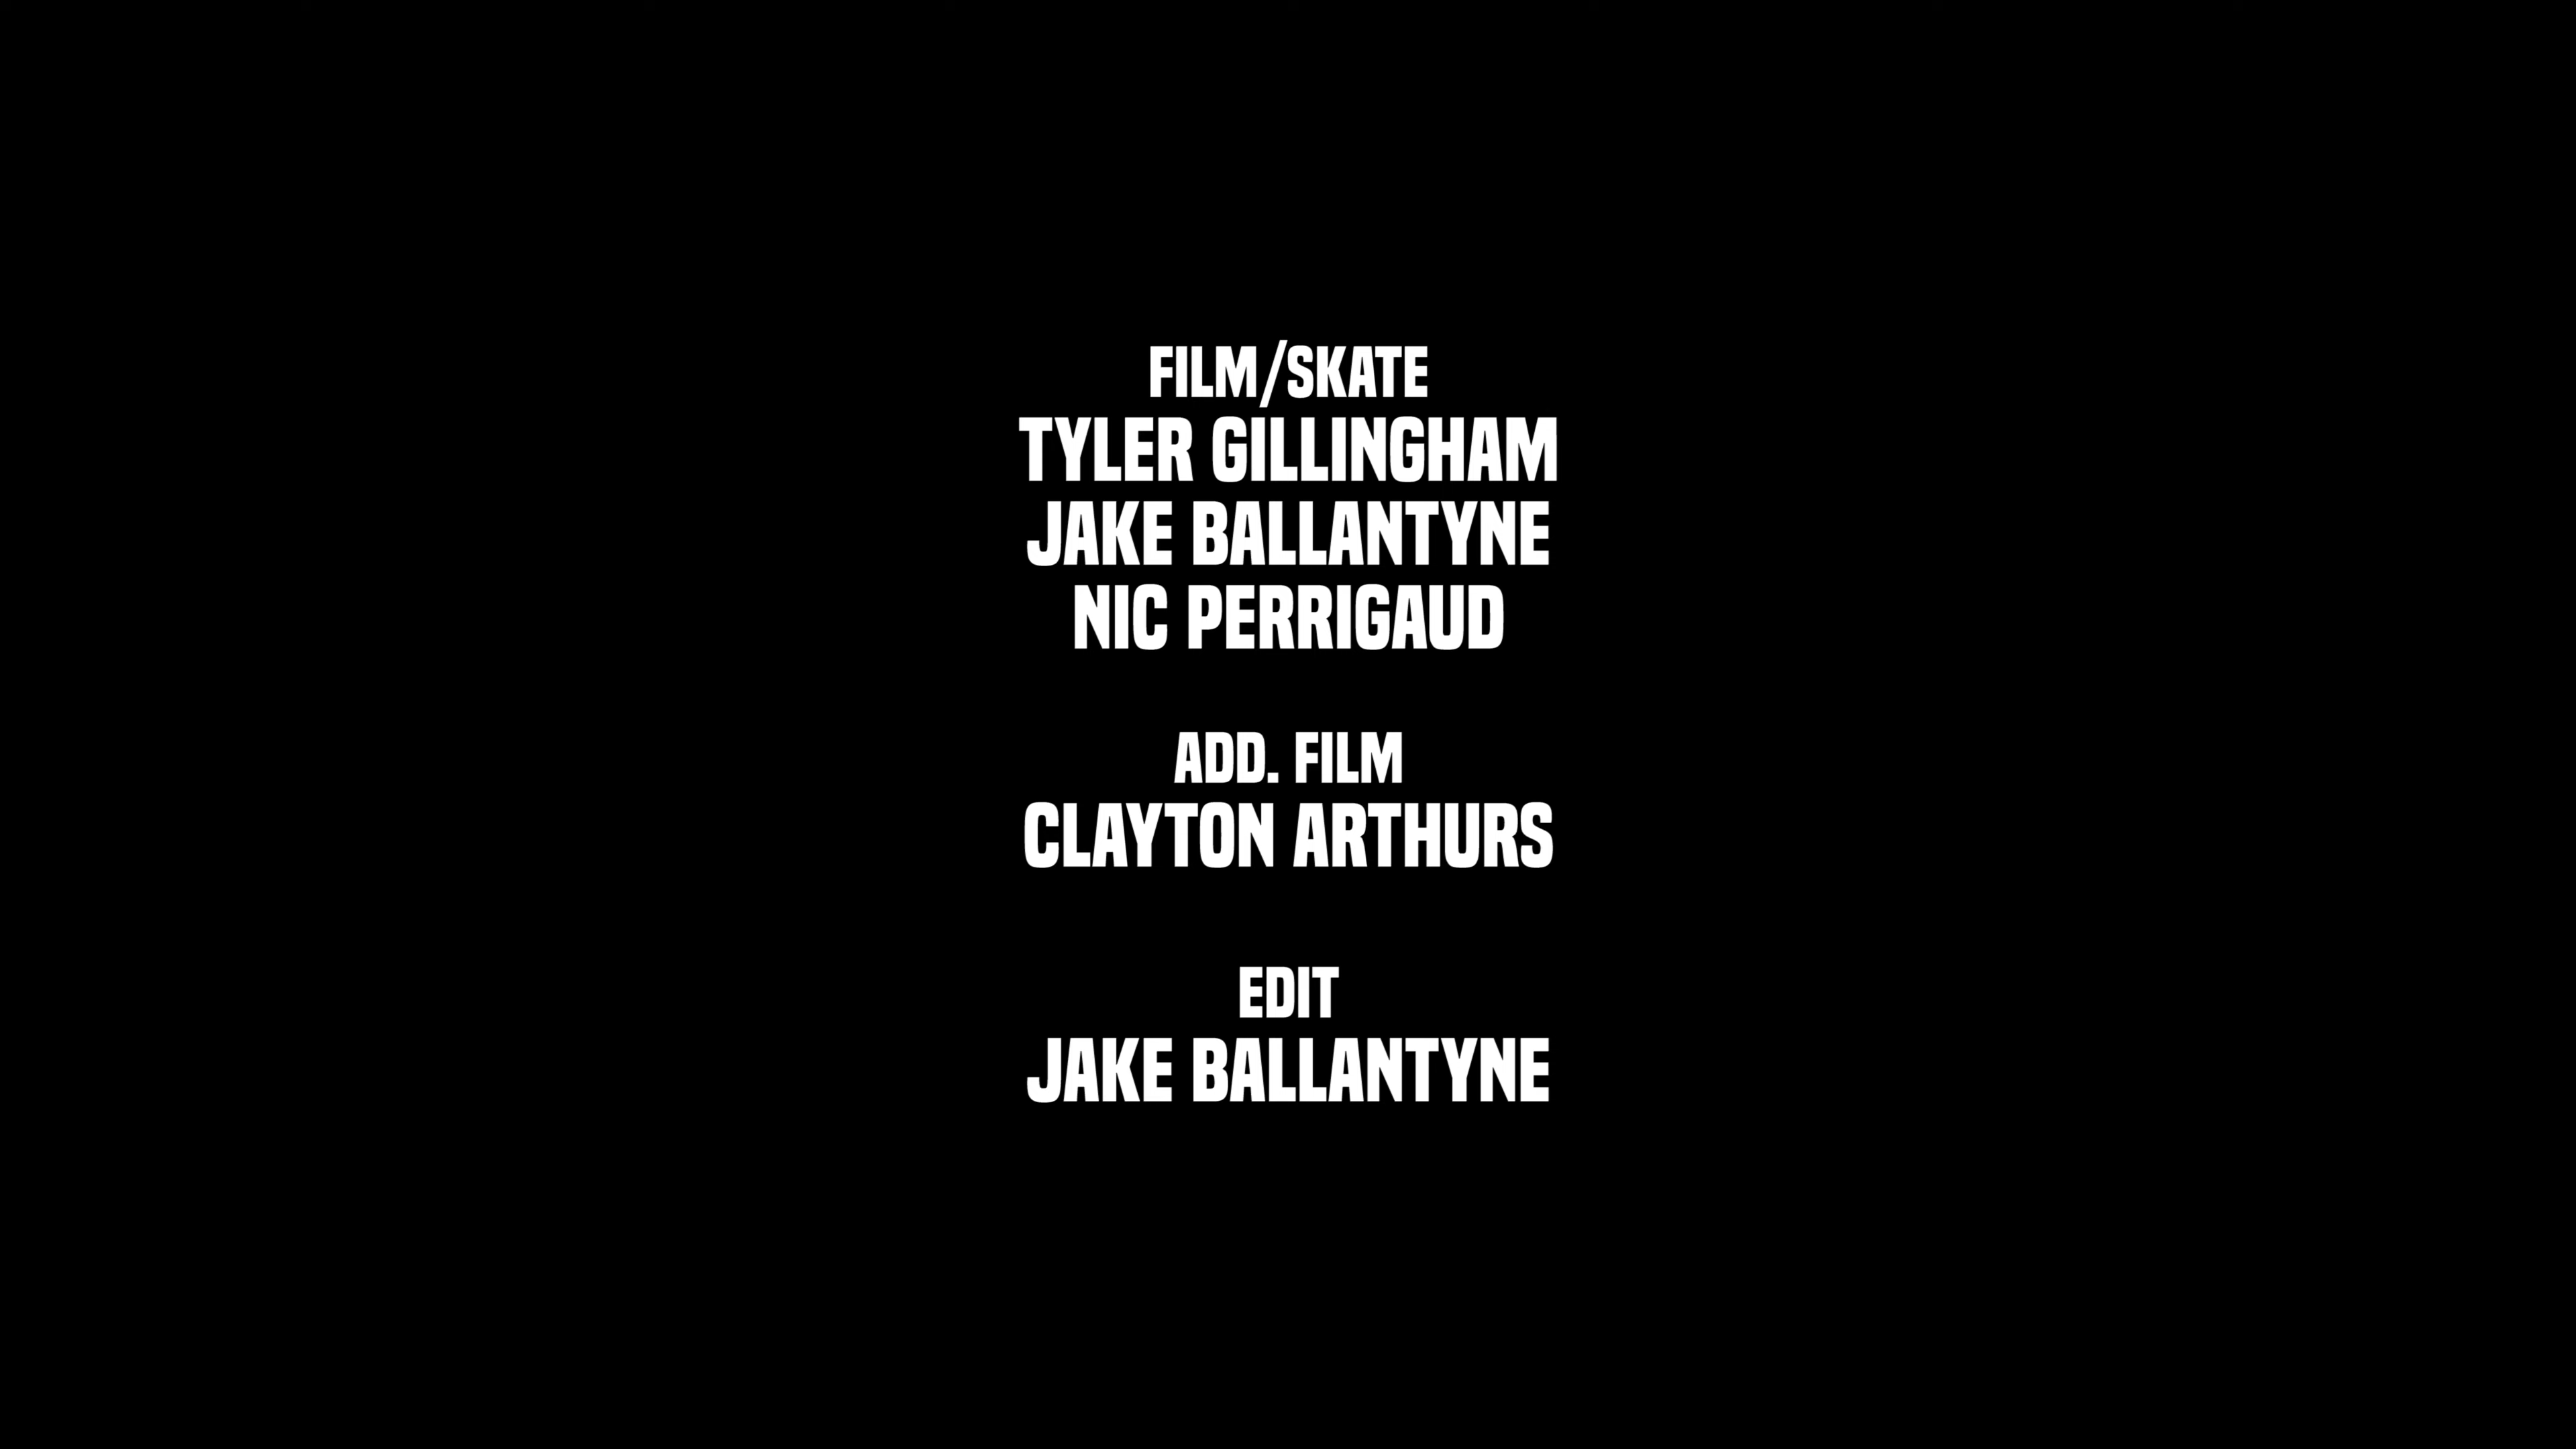 FILM/SKATE
TYLER GILLINGHAM
JAKE BALLANTYNE
NIC PERRIGAUD
ADD. FILM
CLAYTON ARTHURS
EDIT
JAKE BALLANTYNE